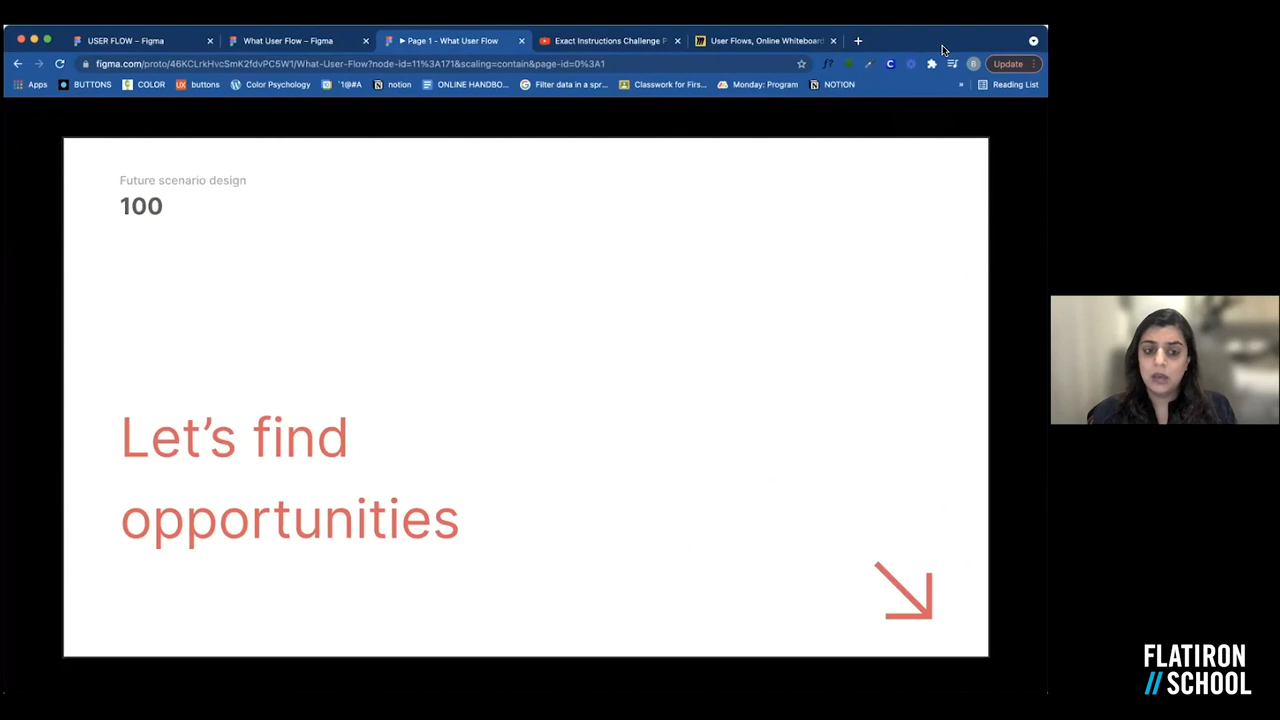 USER FLOW – Figma
What User Flow – Figma
Page 1 - What User Flow
Exact Instructions Challenge P
User Flows, Online Whiteboard
figma.com/proto/46KCLrkHvcSmK2fdvPC5W1/What-User-Flow?node-id=11%3A171&scaling=contain&page-id=0%3A1
f?
B
Update
Apps
BUTTONS
COLOR
UX buttons
Color Psychology
`1@#A
notion
ONLINE HANDBO...
Filter data in a spr...
Classwork for Firs...
Monday: Program
NOTION
»
Reading List
Future scenario design
100
Let’s find
opportunities
FLATIRON
// SCHOOL